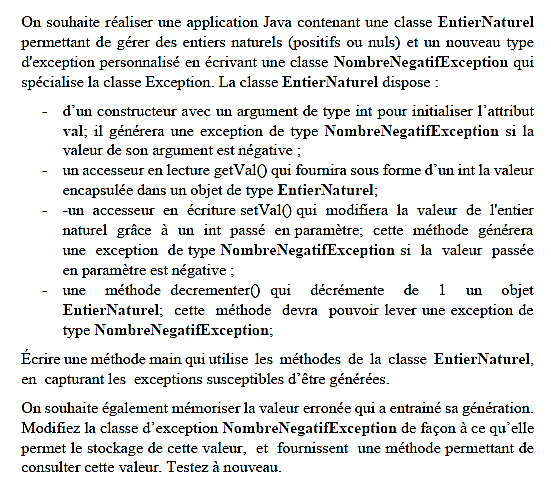 On souhaite réaliser une application Java contenant une classe EntierNaturel
permettant de gérer des entiers naturels (positifs ou nuls) et un nouveau type
d'exception personnalisé en écrivant une classe NombreNegatifException qui
spécialise la classe Exception. La classe EntierNaturel dispose :
- d'un constructeur avec un argument de type int pour initialiser l'attribut
val; il générera une exception de type NombreNegatifException si la
valeur de son argument est négative ;
- un accesseur en lecture getVal() qui fournira sous forme d'un int la valeur
encapsulée dans un objet de type EntierNaturel;
- -un accesseur en écriture setVal() qui modifiera la valeur de l'entier
naturel grâce à un int passé en paramètre; cette méthode générera
une exception de type NombreNegatifException si la valeur passée
en paramètre est négative ;
- une méthode decrementer() qui décrémente de 1 un objet
EntierNaturel; cette méthode devra pouvoir lever une exception de
type NombreNegatifException;
Écrire une méthode main qui utilise les méthodes de la classe EntierNaturel,
en capturant les exceptions susceptibles d'être générées.
On souhaite également mémoriser la valeur erronée qui a entrainé sa génération.
Modifiez la classe d'exception NombreNegatifException de façon à ce qu'elle
permet le stockage de cette valeur, et fournissent une méthode permettant de
consulter cette valeur. Testez à nouveau.